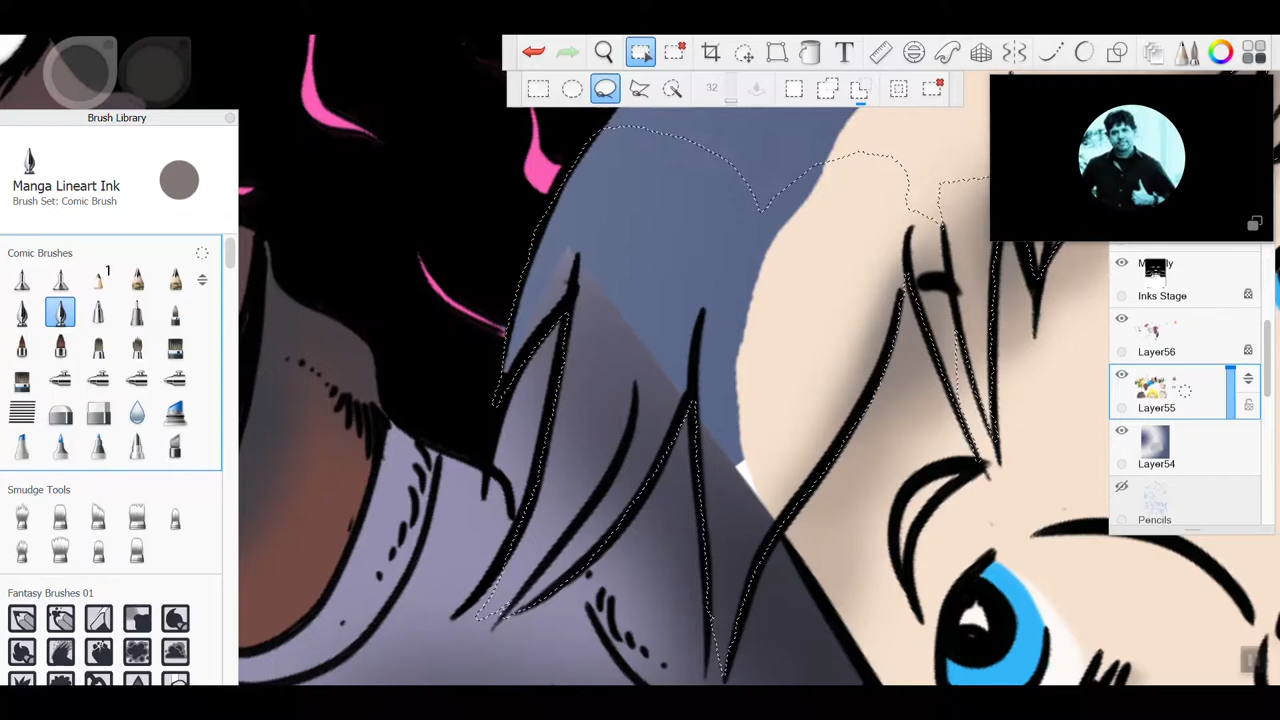 Brush Library
Manga Lineart Ink
Brush Set: Comic Brush
Comic Brushes
1
Smudge Tools
Fantasy Brushes 01
T
32
Inks Stage
Layer56
Layer55
Layer54
Pencils